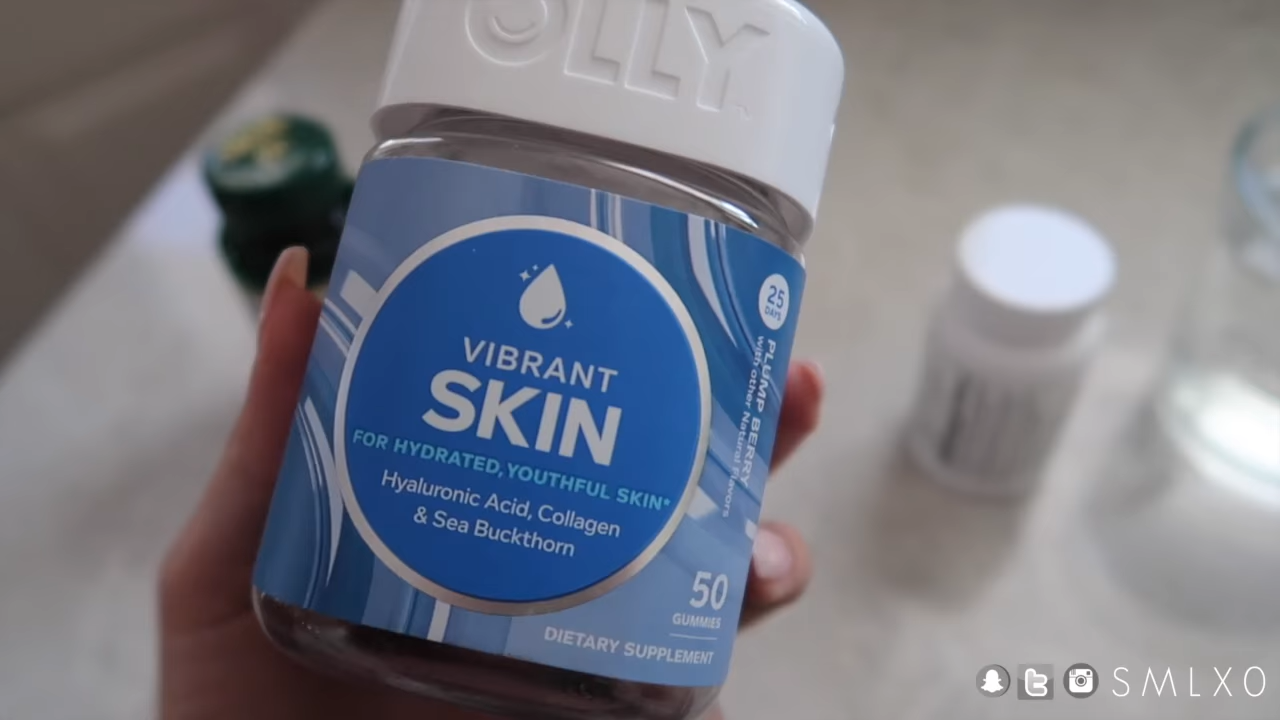 OLLY
VIBRANT
SKIN
FOR HYDRATED, YOUTHFUL SKIN*
Hyaluronic Acid, Collagen
& Sea Buckthorn
25
DAYS
PLUMP BERRY
with other Natural Flavors
50
GUMMIES
DIETARY SUPPLEMENT
SMLXO